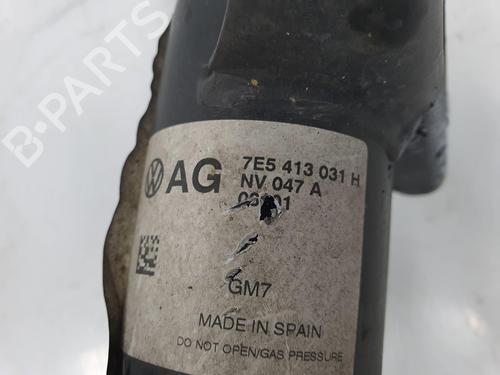 B-PARTS
AG
7E5 413 031 H
NV 047 A
GM7
MADE IN SPAIN
DO NOT OPEN/GAS PRESSURE